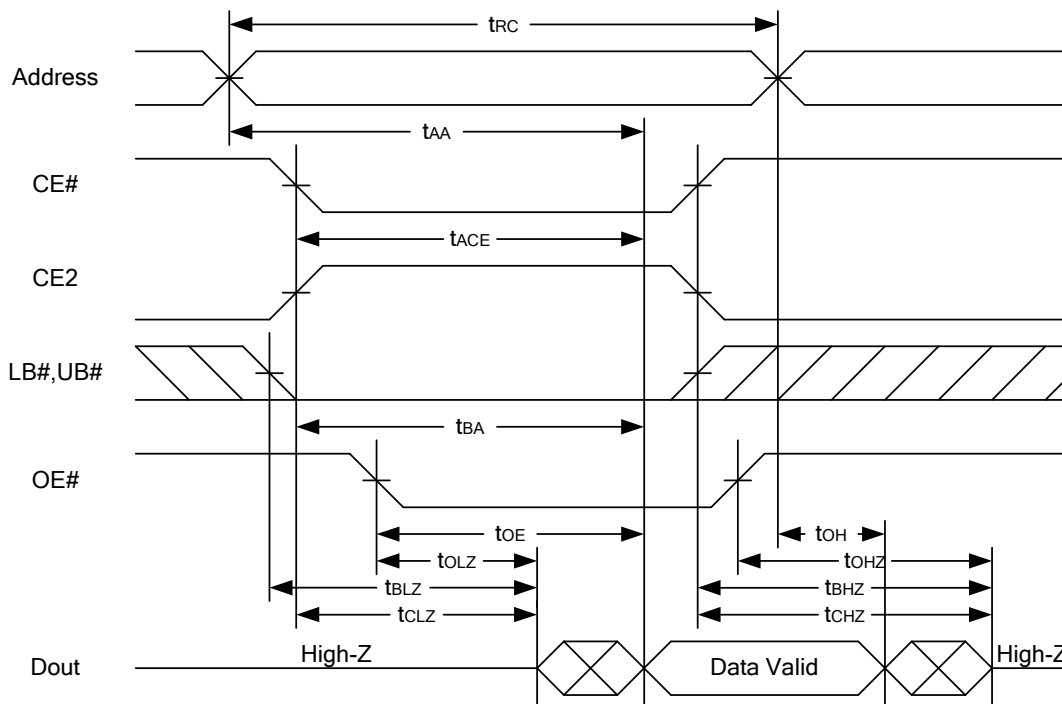 tRC
Address
tAA
CE#
tACE
CE2
LB#,UB#
tBA
OE#
tOE
tOH
tOLZ
tOHZ
tBLZ
tBHZ
tCLZ
tCHZ
High-Z
Dout
Data Valid
High-Z